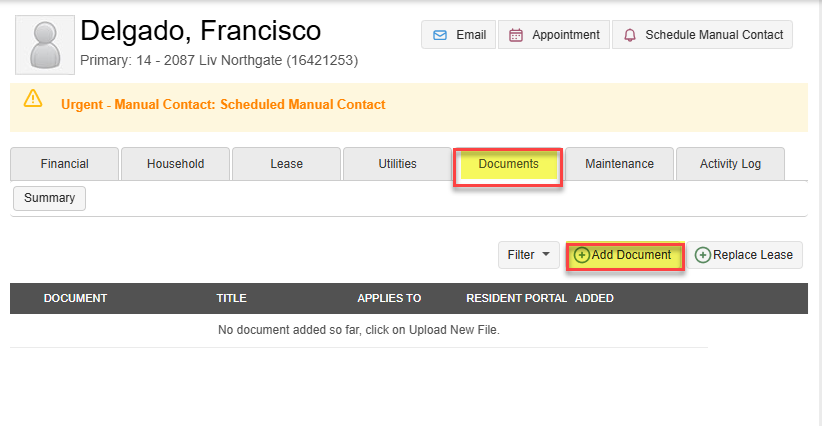 Delgado, Francisco
Email Appointment Schedule Manual Contact
Primary: 14 - 2087 Liv Northgate (16421253)
Urgent - Manual Contact: Scheduled Manual Contact
Financial Household Lease Utilities Documents Maintenance Activity Log
Summary
Filter Add Document Replace Lease
DOCUMENT TITLE APPLIES TO RESIDENT PORTAL ADDED
No document added so far, click on Upload New File.